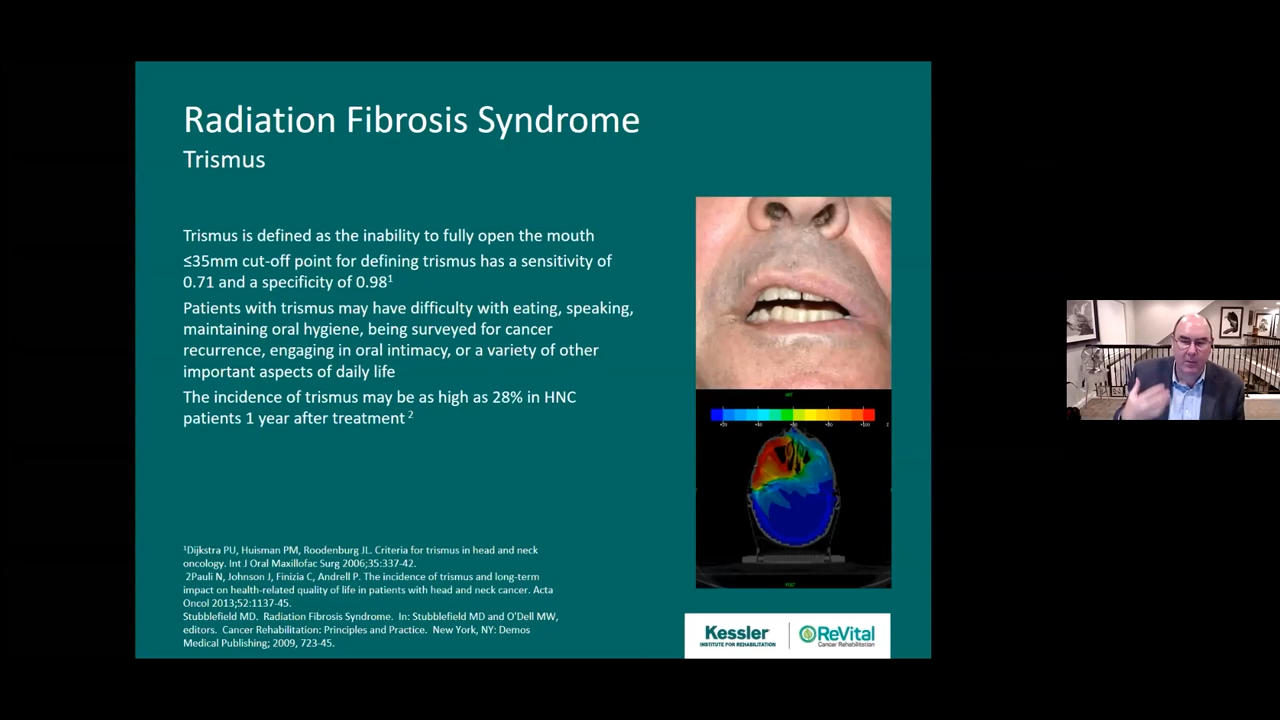 Radiation Fibrosis Syndrome
Trismus
Trismus is defined as the inability to fully open the mouth
≤35mm cut-off point for defining trismus has a sensitivity of
0.71 and a specificity of 0.98¹
Patients with trismus may have difficulty with eating, speaking,
maintaining oral hygiene, being surveyed for cancer
recurrence, engaging in oral intimacy, or a variety of other
important aspects of daily life
The incidence of trismus may be as high as 28% in HNC
patients 1 year after treatment ²
¹Dijkstra PU, Huisman PM, Roodenburg JL. Criteria for trismus in head and neck
oncology. Int J Oral Maxillofac Surg 2006;35:337-42.
2Pauli N, Johnson J, Finizia C, Andrell P. The incidence of trismus and long-term
impact on health-related quality of life in patients with head and neck cancer. Acta
Oncol 2013;52:1137-45.
Stubblefield MD. Radiation Fibrosis Syndrome. In: Stubblefield MD and O'Dell MW,
editors. Cancer Rehabilitation: Principles and Practice. New York, NY: Demos
Medical Publishing; 2009, 723-45.
Kessler
INSTITUTE FOR REHABILITATION
ReVital
Cancer Rehabilitation